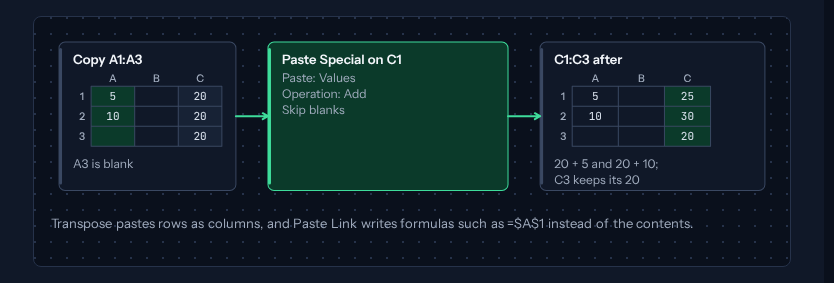 Copy A1:A3
A B C
1 5 20
2 10 20
3 20
A3 is blank
Paste Special on C1
Paste: Values
Operation: Add
Skip blanks
C1:C3 after
A B C
1 5 25
2 10 30
3 20
20 + 5 and 20 + 10;
C3 keeps its 20
Transpose pastes rows as columns, and Paste Link writes formulas such as =$A$1 instead of the contents.